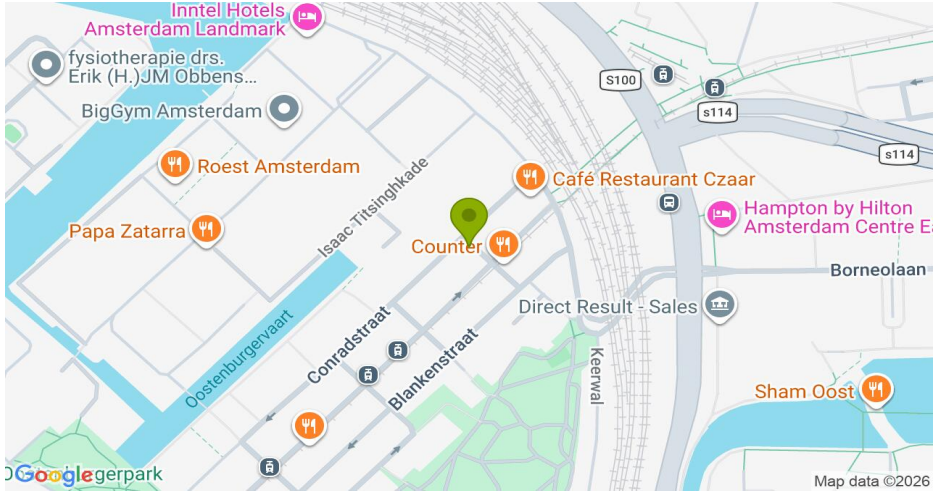 Inntel Hotels
Amsterdam Landmark
fysiotherapie drs.
Erik (H.)JM Obbens...
BigGym Amsterdam
S100
s114
s114
Roest Amsterdam
Café Restaurant Czaar
Isaac Titsinghkade
Papa Zatarra
Hampton by Hilton
Amsterdam Centre Ea
Counter
Borneolaan
Direct Result - Sales
Oostenburgervaart
Conradstraat
Blankenstraat
Keerwal
Sham Oost
Google
egerpark
Map data ©2026